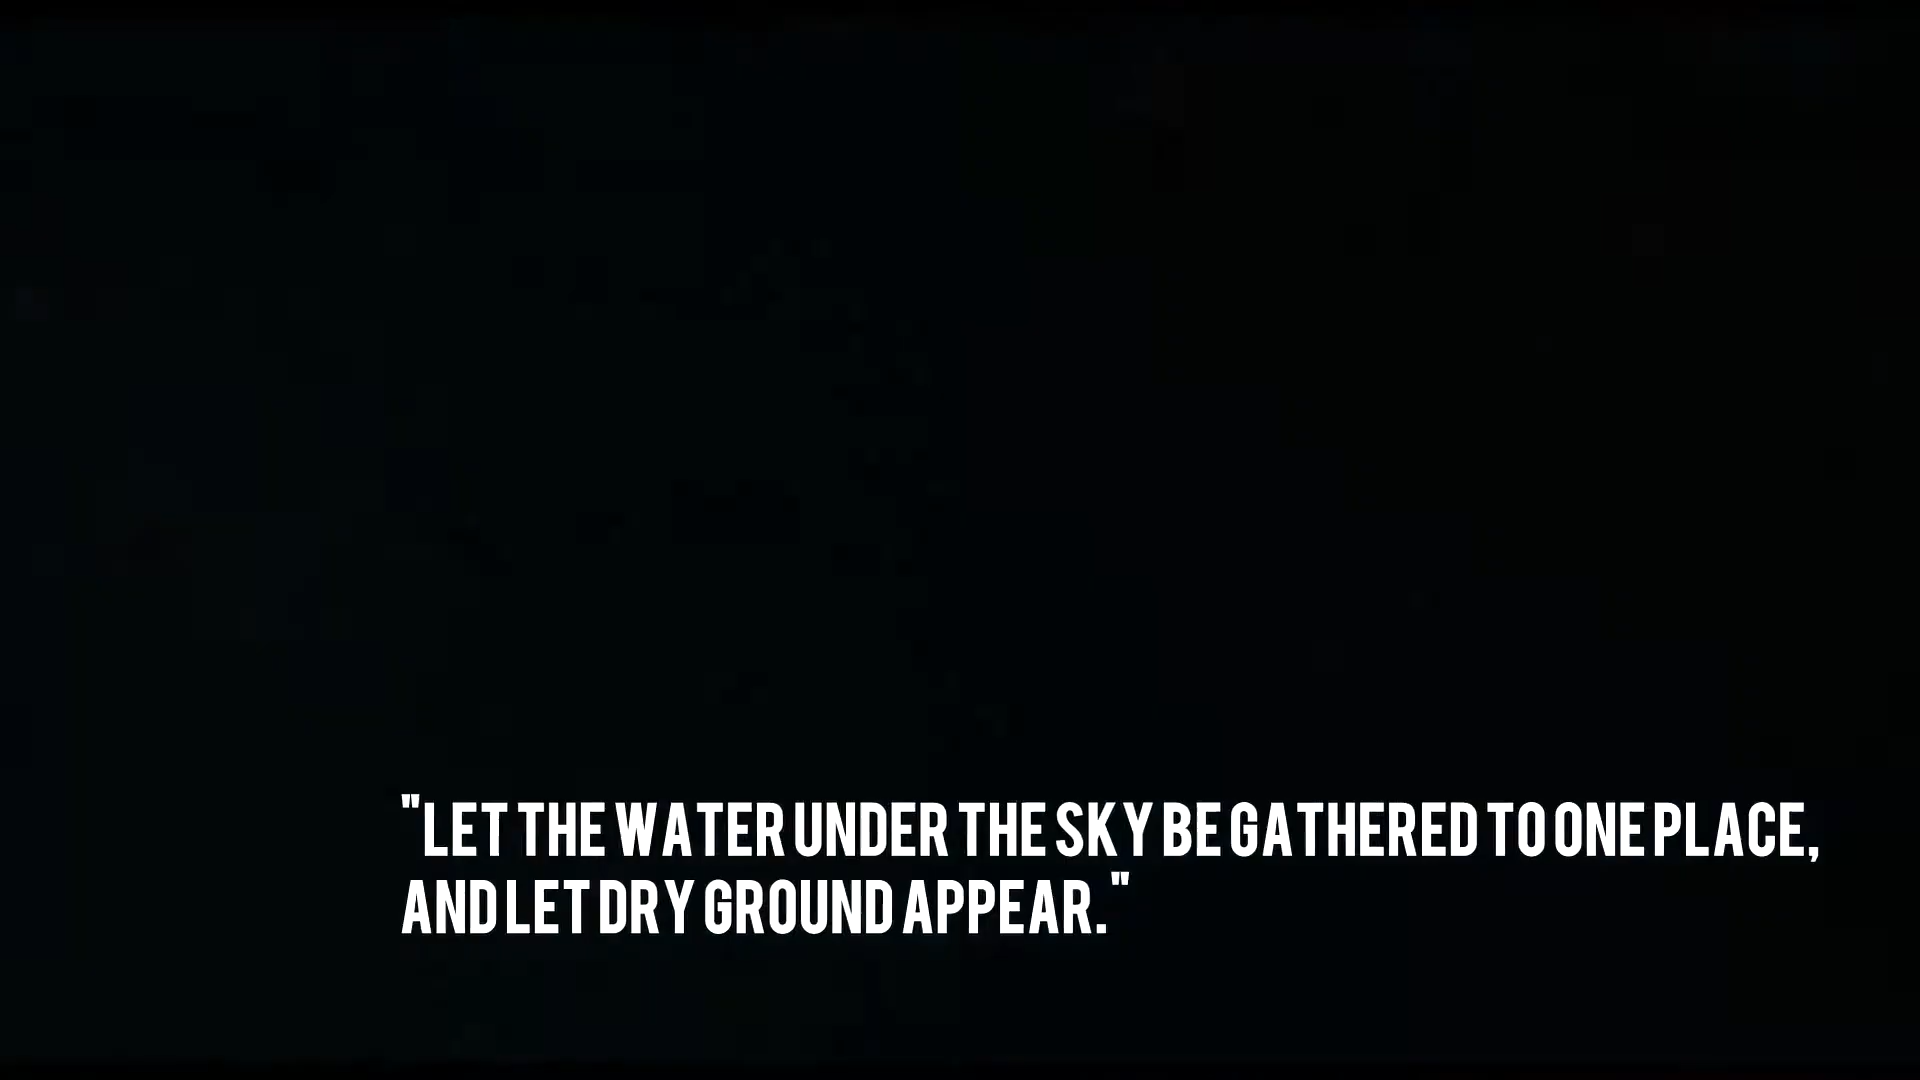 "LET THE WATER UNDER THE SKY BE GATHERED TO ONE PLACE,
AND LET DRY GROUND APPEAR."